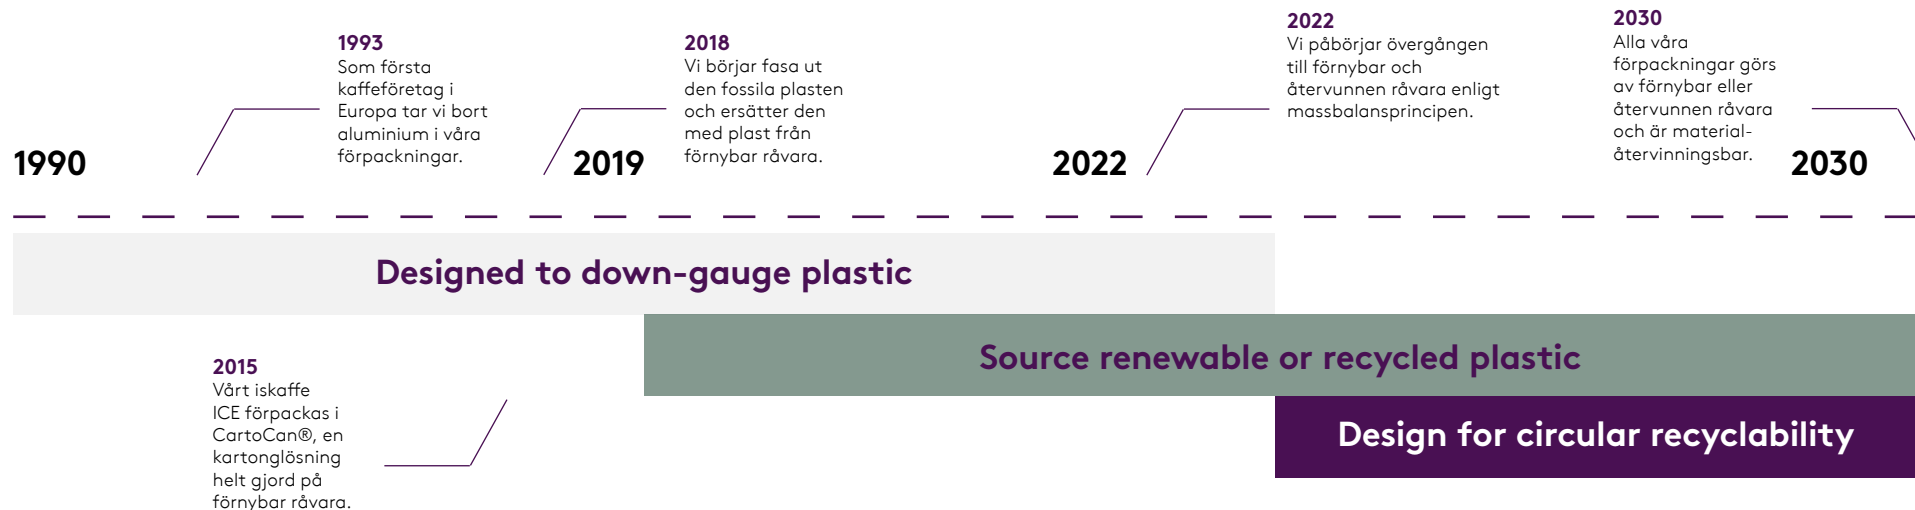 1993
Som första
kaffeföretag i
Europa tar vi bort
aluminium i våra
förpackningar.
2018
Vi börjar fasa ut
den fossila plasten
och ersätter den
med plast från
förnybar råvara.
2022
Vi påbörjar övergången
till förnybar och
återvunnen råvara enligt
massbalansprincipen.
2030
Alla våra
förpackningar görs
av förnybar eller
återvunnen råvara
och är material-
återvinningsbar.
1990
2019
2022
2030
Designed to down-gauge plastic
Source renewable or recycled plastic
Design for circular recyclability
2015
Vårt iskaffe
ICE förpackas i
CartoCan®, en
kartonglösning
helt gjord på
förnybar råvara.